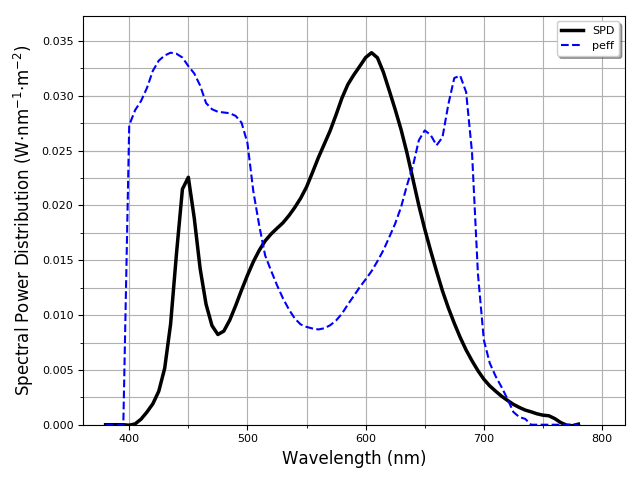 Spectral Power Distribution (W·nm⁻¹·m⁻²)
0.035
0.030
0.025
0.020
0.015
0.010
0.005
0.000
SPD
peff
400 500 600 700 800
Wavelength (nm)